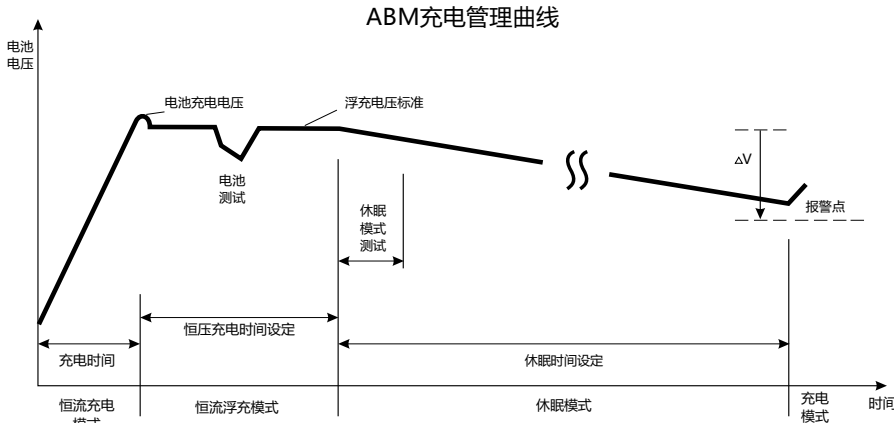 ABM充电管理曲线
电池
电压
电池充电电压
浮充电压标准
电池
测试
休眠
模式
测试
△V
报警点
恒压充电时间设定
充电时间
休眠时间设定
恒流充电
模式
恒流浮充模式
休眠模式
充电
模式
时间